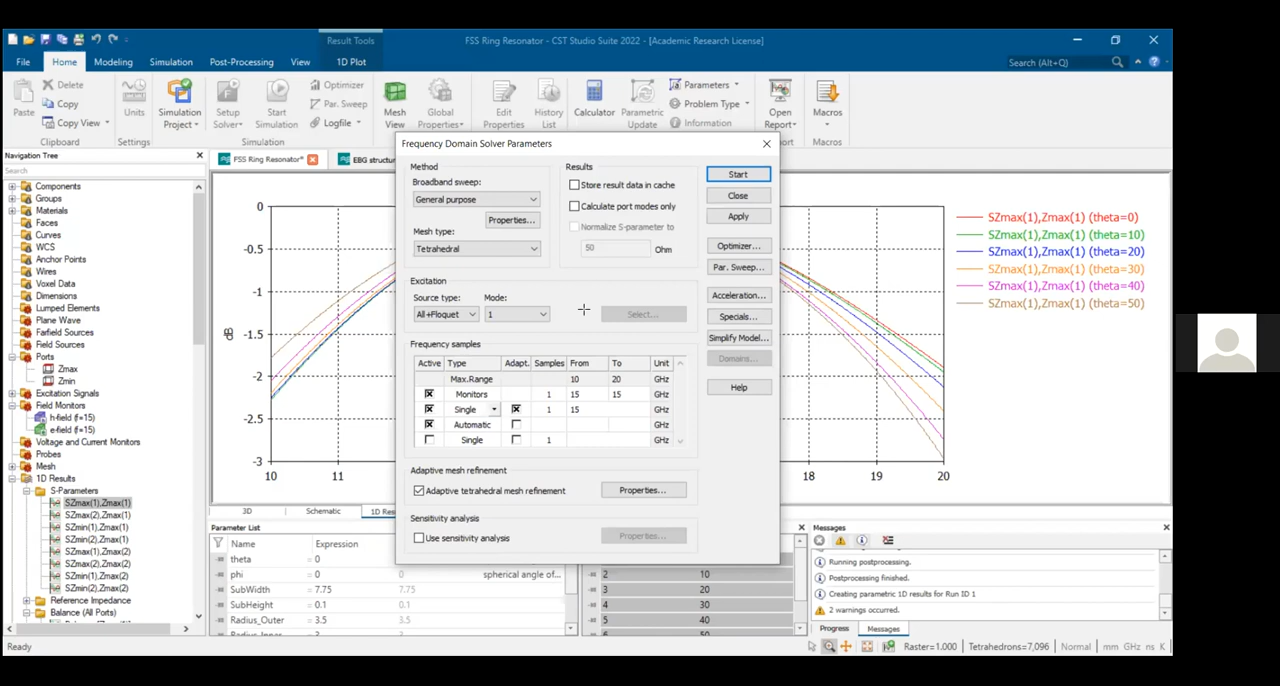 Result Tools
FSS Ring Resonator - CST Studio Suite 2022 - [Academic Research License]
File Home Modeling Simulation Post-Processing View 1D Plot
Search (Alt+Q)
Paste
Delete
Copy
Copy View
Clipboard
Units
Settings
Simulation Project
Setup Solver
Start Simulation
Optimizer
Par. Sweep
Logfile
Simulation
Mesh View
Global Properties
Edit Properties
History List
Calculator
Parametric Update
Parameters
Problem Type
Information
Open Report
Macros
Macros
Navigation Tree
Search
Components
Groups
Materials
Faces
Curves
WCS
Anchor Points
Wires
Voxel Data
Dimensions
Lumped Elements
Plane Wave
Farfield Sources
Field Sources
Ports
Zmax
Zmin
Excitation Signals
Field Monitors
h-field (f=15)
e-field (f=15)
Voltage and Current Monitors
Probes
Mesh
1D Results
S-Parameters
SZmax(1),Zmax(1)
SZmax(2),Zmax(1)
SZmin(1),Zmax(1)
SZmin(2),Zmax(1)
SZmax(1),Zmax(2)
SZmax(2),Zmax(2)
SZmin(1),Zmax(2)
SZmin(2),Zmax(2)
Reference Impedance
Balance (All Ports)
FSS Ring Resonator*
EBG structur
0
-0.5
-1
-1.5
-2
-2.5
-3
dB
10 11 18 19 20
SZmax(1),Zmax(1) (theta=0)
SZmax(1),Zmax(1) (theta=10)
SZmax(1),Zmax(1) (theta=20)
SZmax(1),Zmax(1) (theta=30)
SZmax(1),Zmax(1) (theta=40)
SZmax(1),Zmax(1) (theta=50)
Frequency Domain Solver Parameters
Method
Broadband sweep:
General purpose
Properties...
Mesh type:
Tetrahedral
Results
Store result data in cache
Calculate port modes only
Normalize S-parameter to
50 Ohm
Start
Close
Apply
Optimizer...
Par. Sweep...
Acceleration...
Specials...
Simplify Model...
Domains...
Help
Excitation
Source type: Mode:
All+Floquet 1 Select...
Frequency samples
Active Type Adapt. Samples From To Unit
Max.Range 10 20 GHz
Monitors 1 15 15 GHz
Single 1 15 GHz
Automatic GHz
Single 1 GHz
Adaptive mesh refinement
Adaptive tetrahedral mesh refinement Properties...
Sensitivity analysis
Use sensitivity analysis Properties...
3D Schematic 1D Res
Parameter List
Name Expression
theta = 0
phi = 0 0 spherical angle of...
SubWidth = 7.75 7.75
SubHeight = 0.1 0.1
Radius_Outer = 3.5 3.5
2 10
3 20
4 30
5 40
Messages
Running postprocessing.
Postprocessing finished.
Creating parametric 1D results for Run ID 1
2 warnings occurred.
Progress Messages
Ready
Raster=1.000 Tetrahedrons=7,096 Normal mm GHz ns K